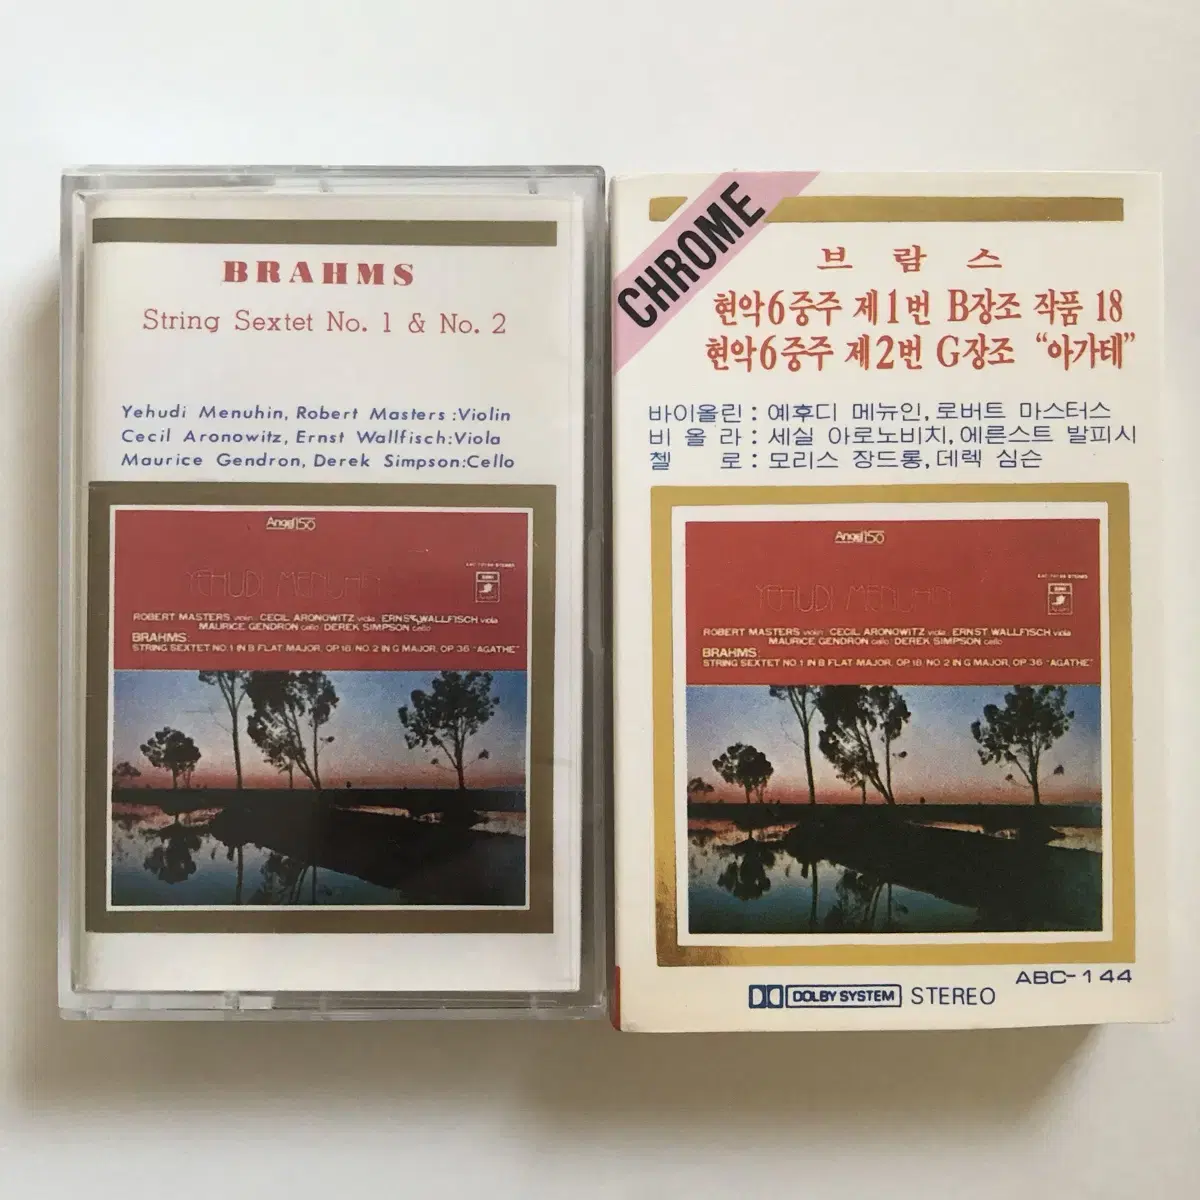 BRAHMS
String Sextet No. 1 & No. 2
Yehudi Menuhin, Robert Masters :Violin
Cecil Aronowitz, Ernst Wallfisch:Viola
Maurice Gendron, Derek Simpson:Cello
Angel 150
YEHUDI MENUHIN
ROBERT MASTERS violin CECIL ARONOWITZ viola ERNST WALLFISCH viola
MAURICE GENDRON cello DEREK SIMPSON cello
BRAHMS
STRING SEXTET NO.1 IN B FLAT MAJOR, OP.18, NO.2 IN G MAJOR, OP.36 "AGATHE"
CHROME
브 람 스
현악6중주 제1번 B장조 작품 18
현악6중주 제2번 G장조 “아가테”
바이올린 : 예후디 메뉴인, 로버트 마스터스
비 올 라 : 세실 아로노비치, 에른스트 발피시
첼 로 : 모리스 장드롱, 데렉 심슨
Angel 150
YEHUDI MENUHIN
ROBERT MASTERS violin CECIL ARONOWITZ viola ERNST WALLFISCH viola
MAURICE GENDRON cello DEREK SIMPSON cello
BRAHMS:
STRING SEXTET NO.1 IN B FLAT MAJOR, OP.18, NO.2 IN G MAJOR, OP.36 "AGATHE"
ABC-144
DOLBY SYSTEM STEREO